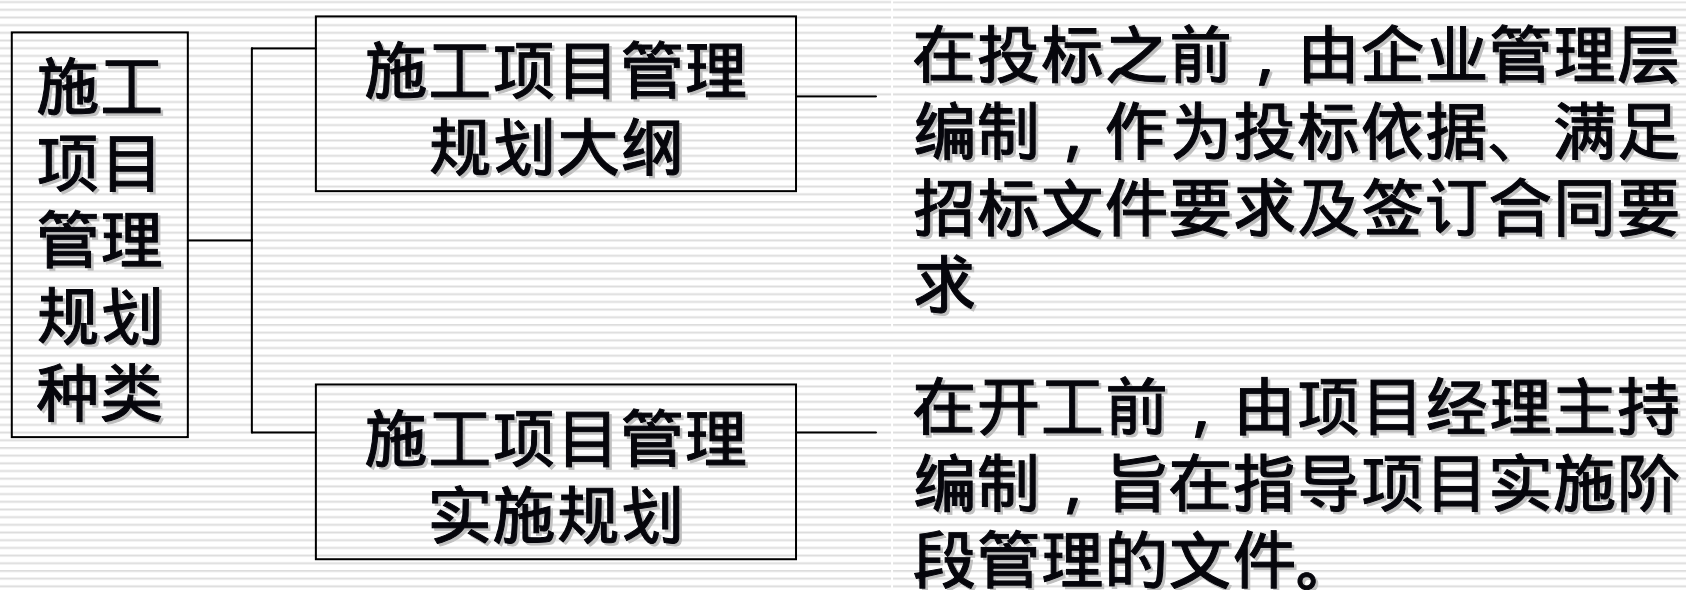 施工
项目
管理
规划
种类
施工项目管理
规划大纲
在投标之前，由企业管理层
编制，作为投标依据、满足
招标文件要求及签订合同要
求
施工项目管理
实施规划
在开工前，由项目经理主持
编制，旨在指导项目实施阶
段管理的文件。